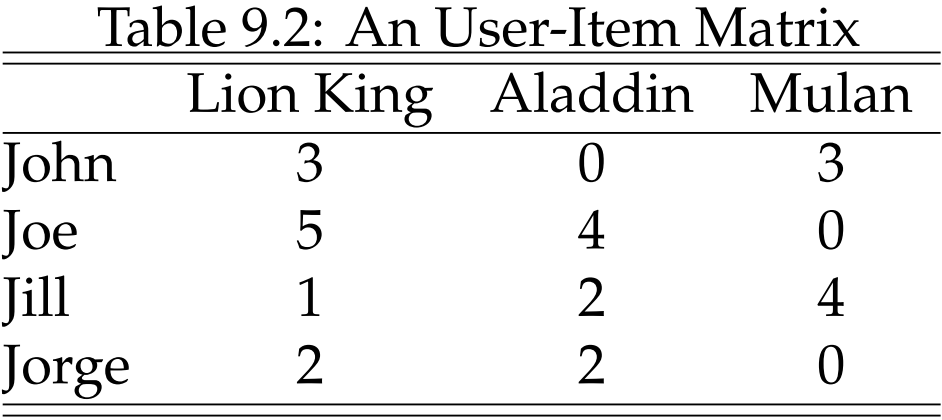 Table 9.2: An User-Item Matrix
Lion King Aladdin Mulan
John 3 0 3
Joe 5 4 0
Jill 1 2 4
Jorge 2 2 0